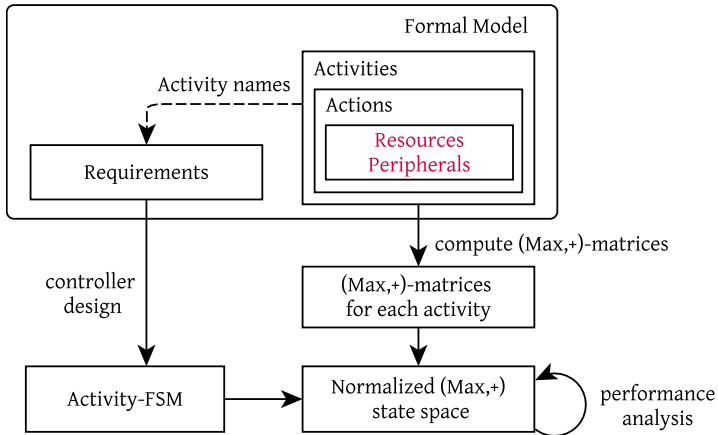 Formal Model
Activities
Activity names
Actions
Resources
Peripherals
Requirements
compute (Max,+)-matrices
controller
design
(Max,+)-matrices
for each activity
Activity-FSM
Normalized (Max,+)
state space
performance
analysis